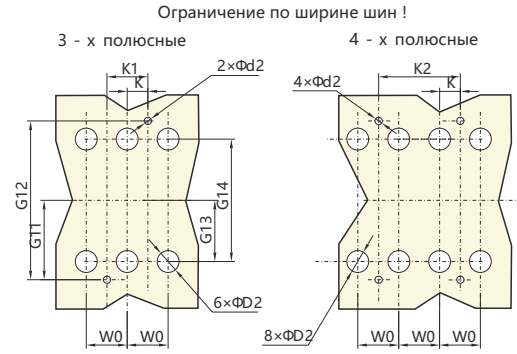 Ограничение по ширине шин !
3 - х полюсные
4 - х полюсные
K1
K
2×Φd2
4×Φd2
K2
K
G12
G11
G14
G13
6×ΦD2
8×ΦD2
W0
W0
W0
W0
W0